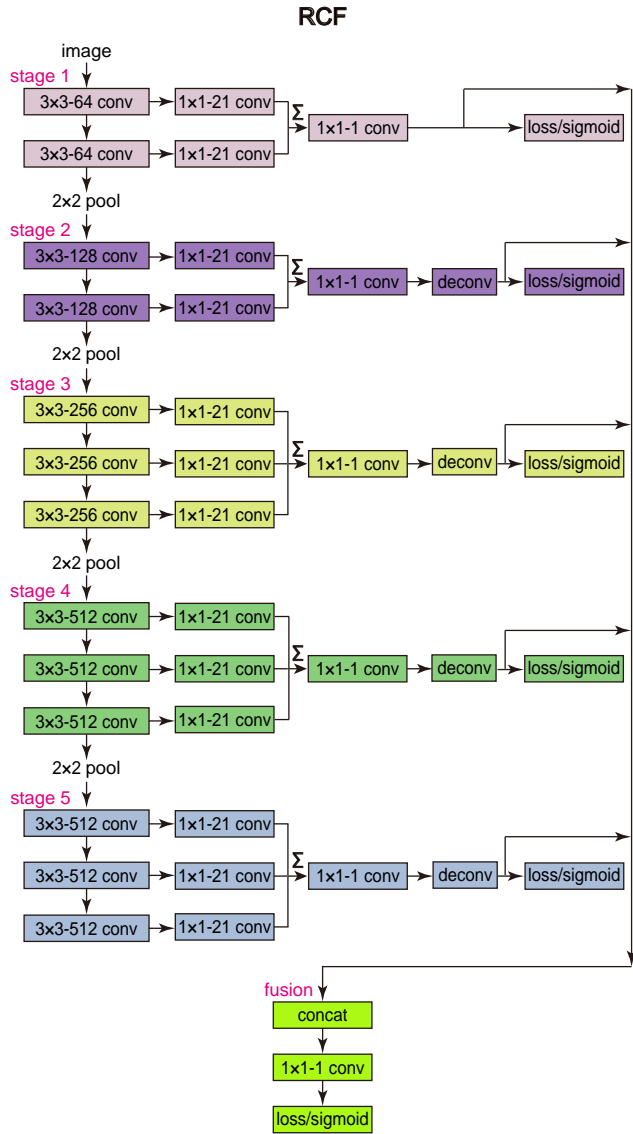 RCF
image
stage 1
3×3-64 conv 1×1-21 conv
Σ
1×1-1 conv loss/sigmoid
3×3-64 conv 1×1-21 conv
2×2 pool
stage 2
3×3-128 conv 1×1-21 conv
Σ
1×1-1 conv deconv loss/sigmoid
3×3-128 conv 1×1-21 conv
2×2 pool
stage 3
3×3-256 conv 1×1-21 conv
Σ
3×3-256 conv 1×1-21 conv 1×1-1 conv deconv loss/sigmoid
3×3-256 conv 1×1-21 conv
2×2 pool
stage 4
3×3-512 conv 1×1-21 conv
Σ
3×3-512 conv 1×1-21 conv 1×1-1 conv deconv loss/sigmoid
3×3-512 conv 1×1-21 conv
2×2 pool
stage 5
3×3-512 conv 1×1-21 conv
Σ
3×3-512 conv 1×1-21 conv 1×1-1 conv deconv loss/sigmoid
3×3-512 conv 1×1-21 conv
fusion
concat
1×1-1 conv
loss/sigmoid